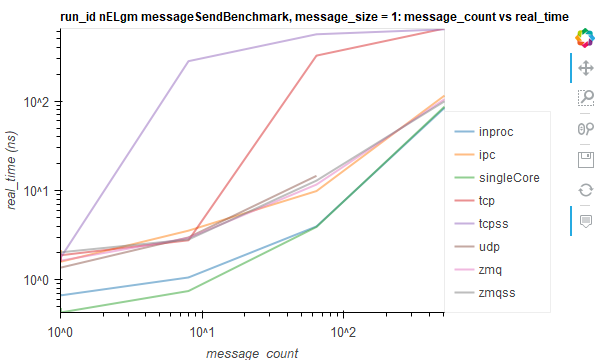 run_id nELgm messageSendBenchmark, message_size = 1: message_count vs real_time
real_time (ns)
10^2
10^1
10^0
10^0
10^1
10^2
message_count
inproc
ipc
singleCore
tcp
tcpss
udp
zmq
zmqss